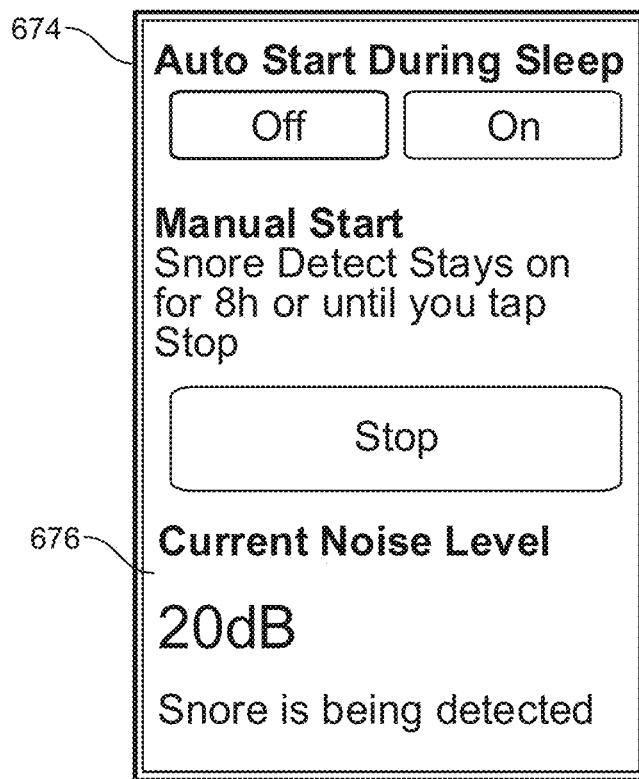 674
Auto Start During Sleep
Off On
Manual Start
Snore Detect Stays on
for 8h or until you tap
Stop
Stop
676
Current Noise Level
20dB
Snore is being detected